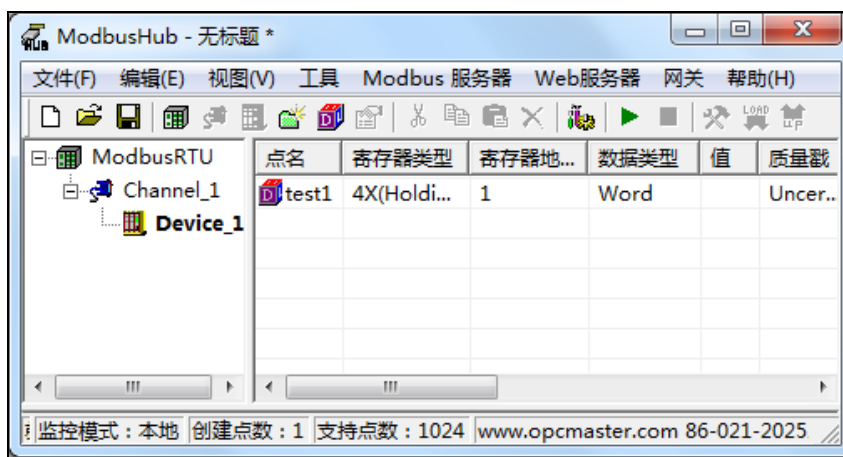 ModbusHub - 无标题 *
文件(F) 编辑(E) 视图(V) 工具 Modbus 服务器 Web服务器 网关 帮助(H)
ModbusRTU
Channel_1
Device_1
点名 寄存器类型 寄存器地... 数据类型 值 质量戳
test1 4X(Holdi... 1 Word Uncer...
监控模式：本地 创建点数：1 支持点数：1024 www.opcmaster.com 86-021-2025